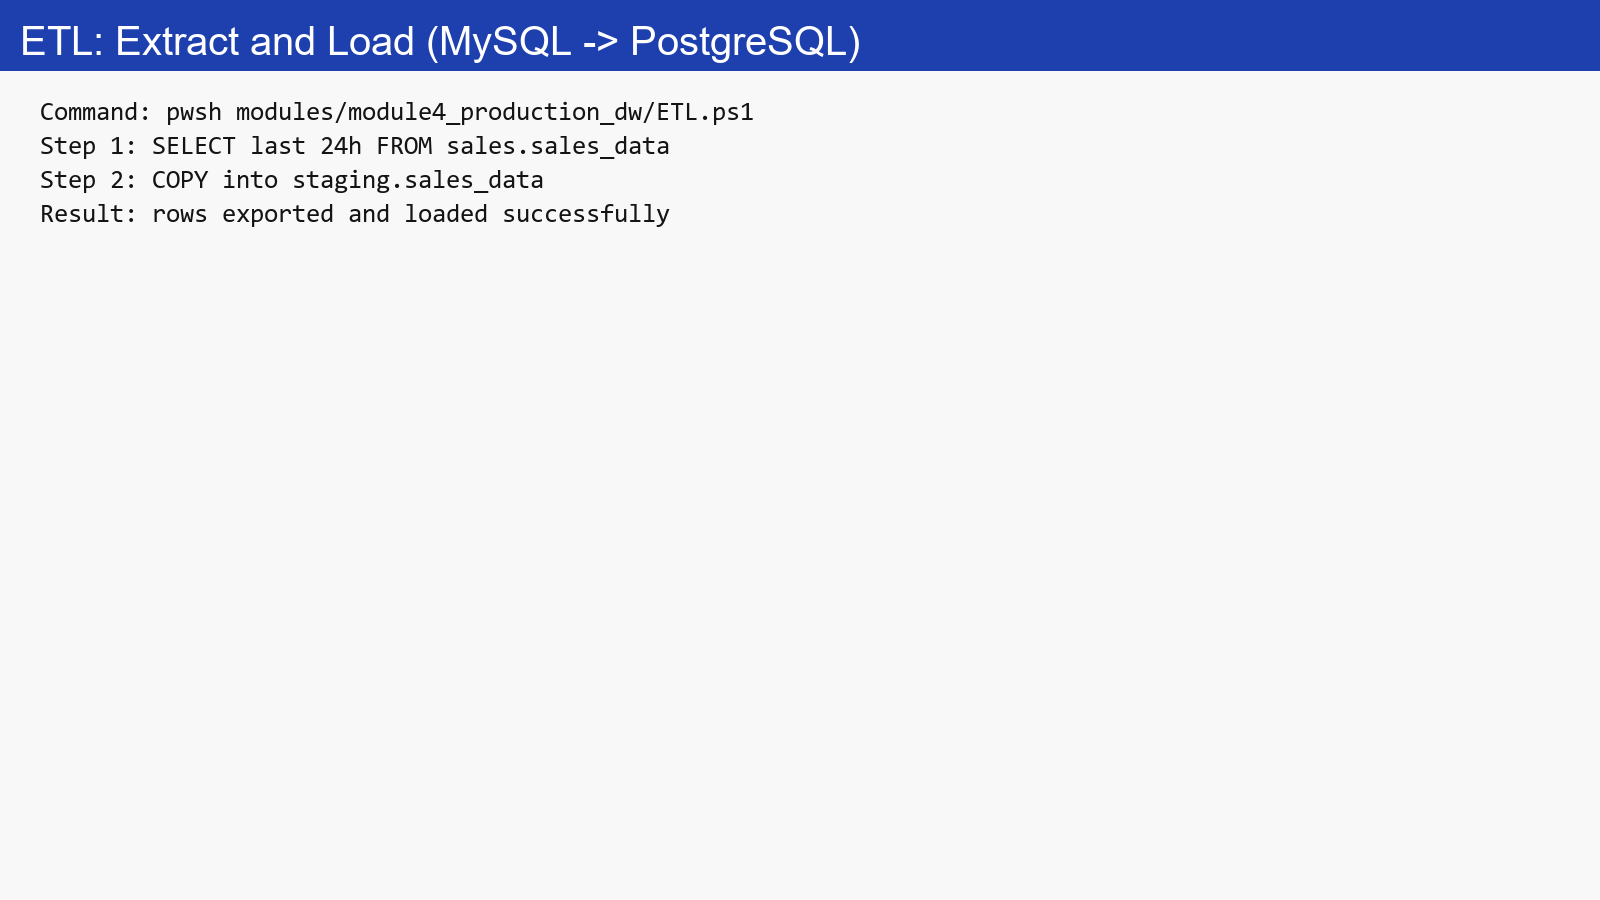 ETL: Extract and Load (MySQL -> PostgreSQL)
Command: pwsh modules/module4_production_dw/ETL.ps1
Step 1: SELECT last 24h FROM sales.sales_data
Step 2: COPY into staging.sales_data
Result: rows exported and loaded successfully